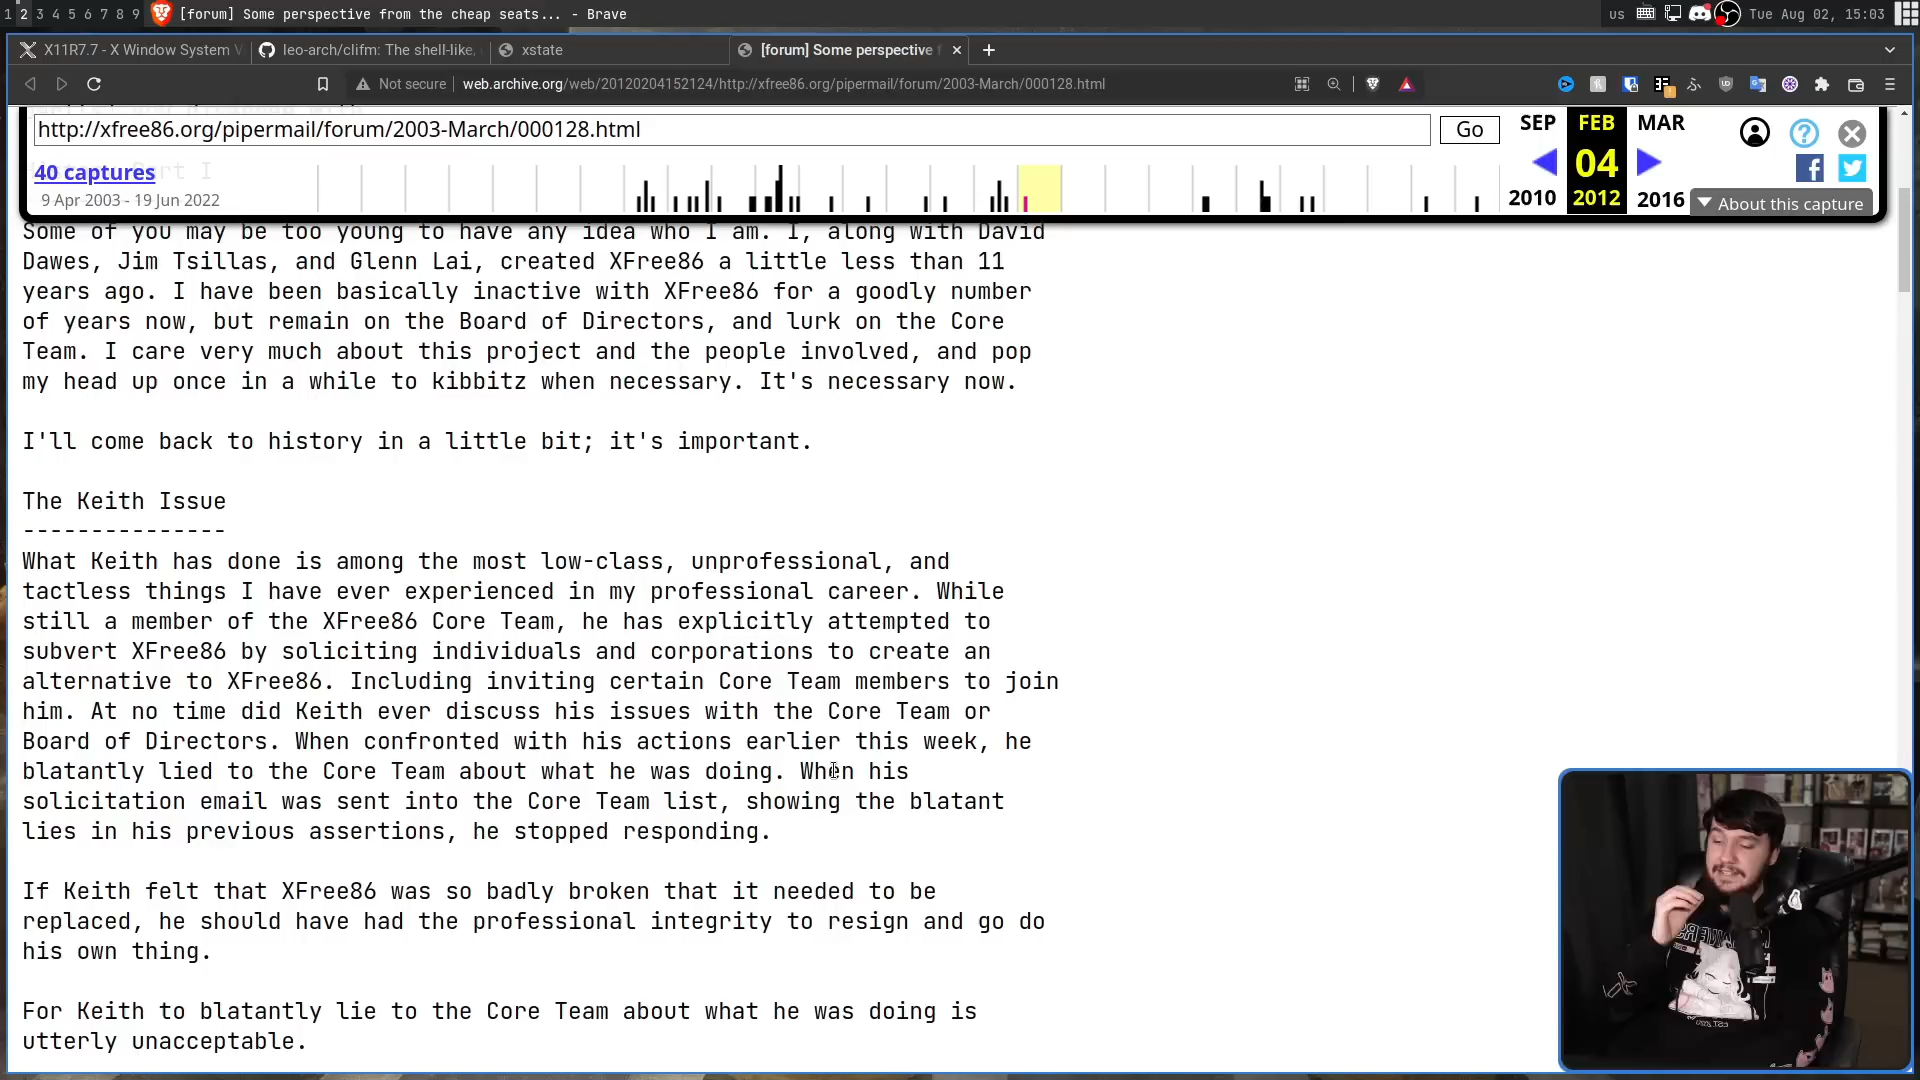 1 2 3 4 5 6 7 8 9 [forum] Some perspective from the cheap seats... - Brave us Tue Aug 02, 15:03
X11R7.7 - X Window System V leo-arch/clifm: The shell-like, xstate [forum] Some perspective f
Not secure web.archive.org/web/20120204152124/http://xfree86.org/pipermail/forum/2003-March/000128.html
http://xfree86.org/pipermail/forum/2003-March/000128.html Go SEP FEB MAR
40 captures 04
9 Apr 2003 - 19 Jun 2022 2010 2012 2016 About this capture
Some of you may be too young to have any idea who I am. I, along with David
Dawes, Jim Tsillas, and Glenn Lai, created XFree86 a little less than 11
years ago. I have been basically inactive with XFree86 for a goodly number
of years now, but remain on the Board of Directors, and lurk on the Core
Team. I care very much about this project and the people involved, and pop
my head up once in a while to kibbitz when necessary. It's necessary now.
I'll come back to history in a little bit; it's important.
The Keith Issue
---------------
What Keith has done is among the most low-class, unprofessional, and
tactless things I have ever experienced in my professional career. While
still a member of the XFree86 Core Team, he has explicitly attempted to
subvert XFree86 by soliciting individuals and corporations to create an
alternative to XFree86. Including inviting certain Core Team members to join
him. At no time did Keith ever discuss his issues with the Core Team or
Board of Directors. When confronted with his actions earlier this week, he
blatantly lied to the Core Team about what he was doing. When his
solicitation email was sent into the Core Team list, showing the blatant
lies in his previous assertions, he stopped responding.
If Keith felt that XFree86 was so badly broken that it needed to be
replaced, he should have had the professional integrity to resign and go do
his own thing.
For Keith to blatantly lie to the Core Team about what he was doing is
utterly unacceptable.